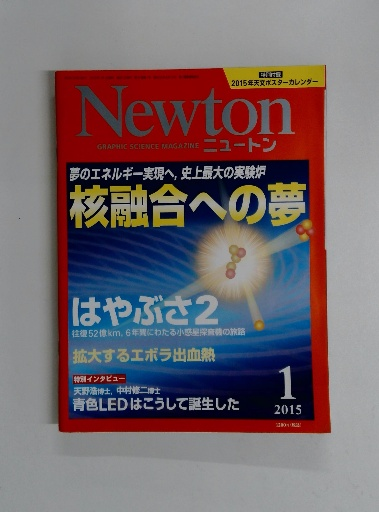 特別付録
2015年天文ポスターカレンダー
Newton
GRAPHIC SCIENCE MAGAZINE ニュートン
夢のエネルギー実現へ，史上最大の実験炉
核融合への夢
はやぶさ2
往復52億km，6年間にわたる小惑星探査機の旅路
拡大するエボラ出血熱
特別インタビュー
天野浩博士，中村修二博士
青色LEDはこうして誕生した
1
2015